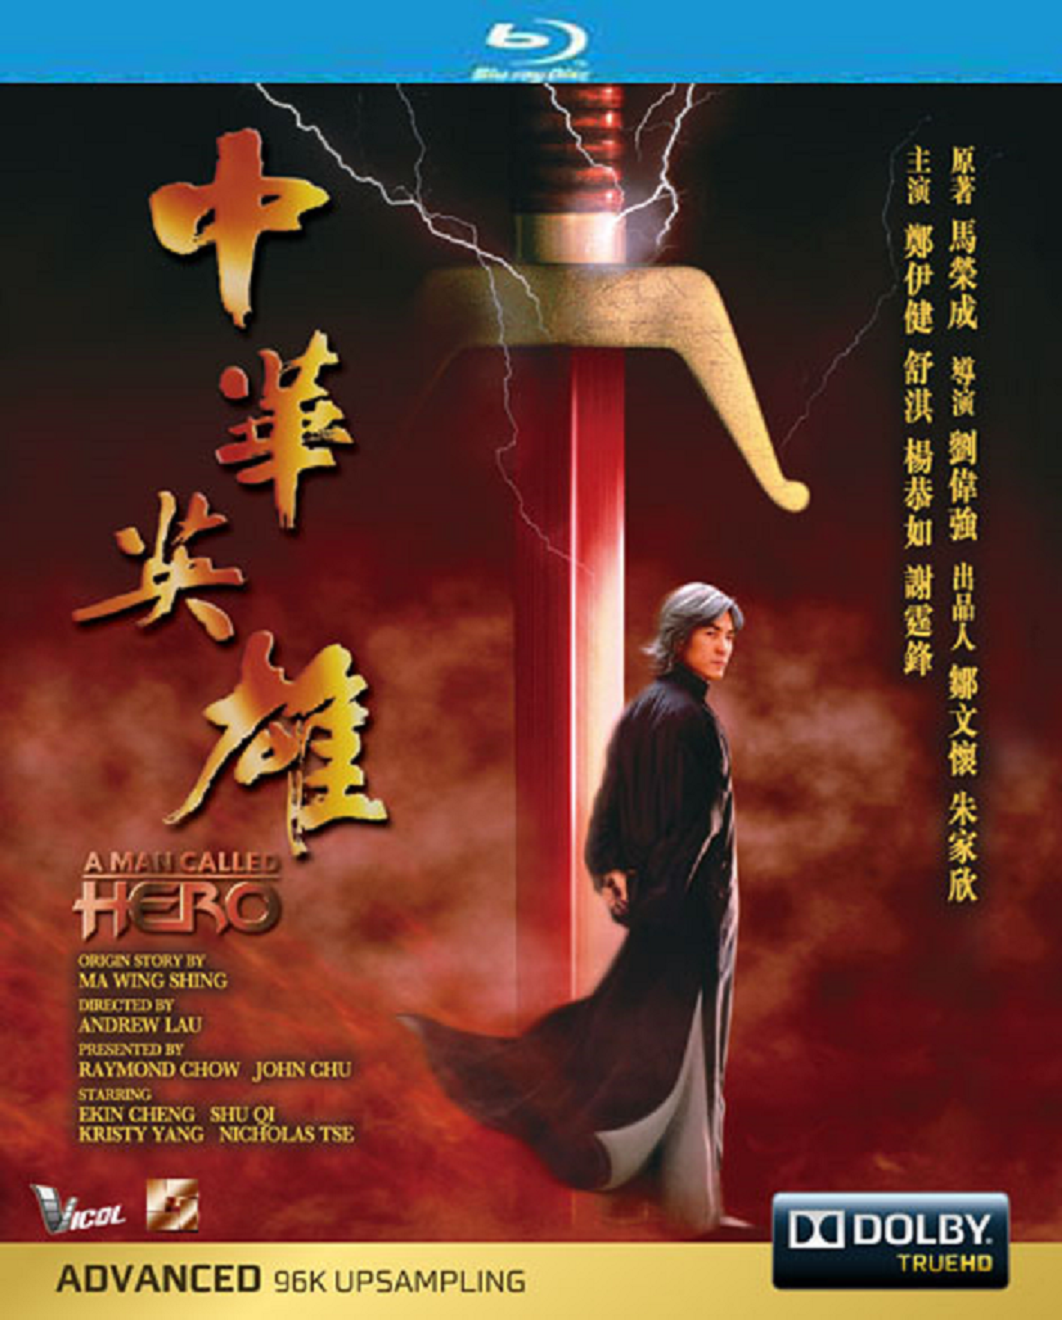 Blu-ray Disc
中華英雄
原著 馬榮成 導演 劉偉強 出品人 鄒文懷 朱家欣
主演 鄭伊健 舒淇 楊恭如 謝霆鋒
A MAN CALLED
HERO
ORIGIN STORY BY
MA WING SHING
DIRECTED BY
ANDREW LAU
PRESENTED BY
RAYMOND CHOW JOHN CHU
STARRING
EKIN CHENG SHU QI
KRISTY YANG NICHOLAS TSE
VICOL
DOLBY.
TRUEHD
ADVANCED 96K UPSAMPLING